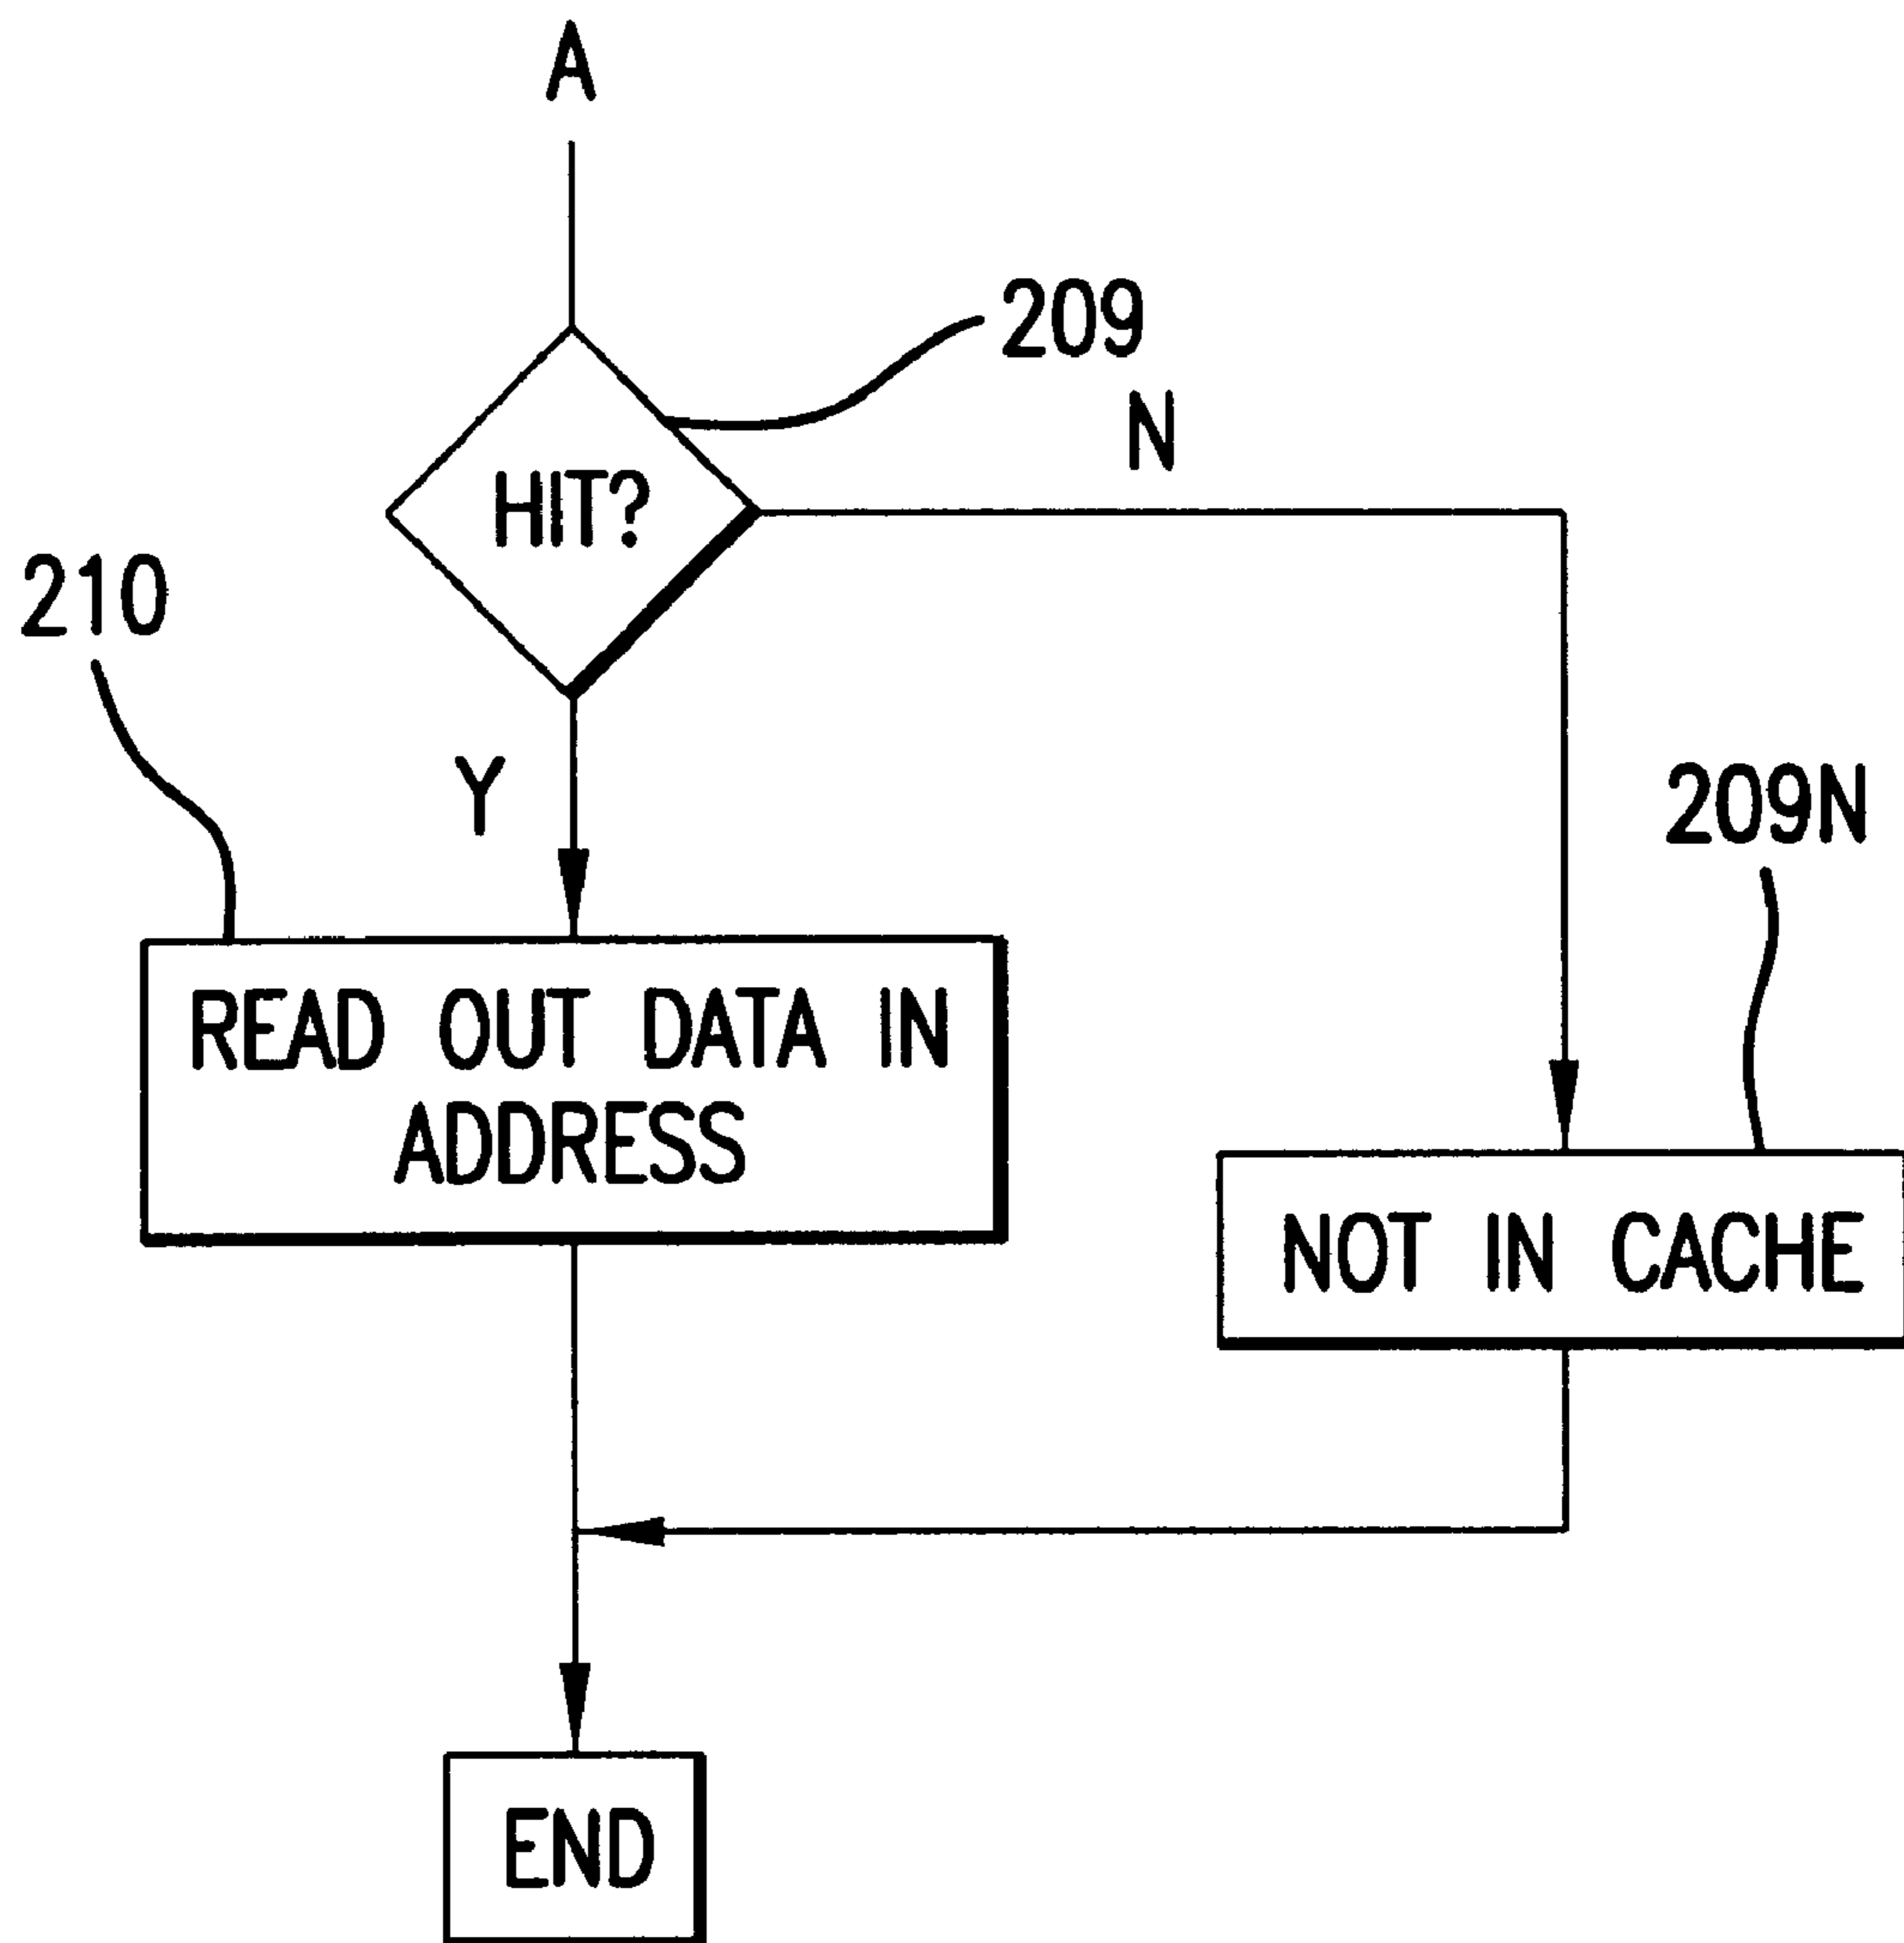 A
209
N
HIT?
210
Y
209N
READ OUT DATA IN
ADDRESS
NOT IN CACHE
END